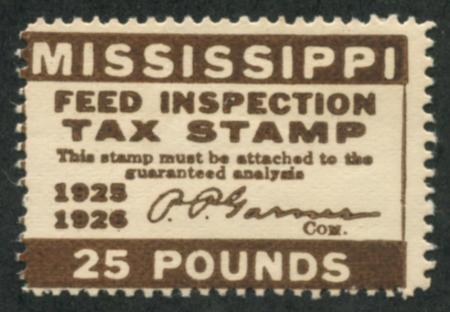 MISSISSIPPI
FEED INSPECTION
TAX STAMP
This stamp must be attached to the
guaranteed analysis
1925
1926 P.P. Garner
Com.
25 POUNDS